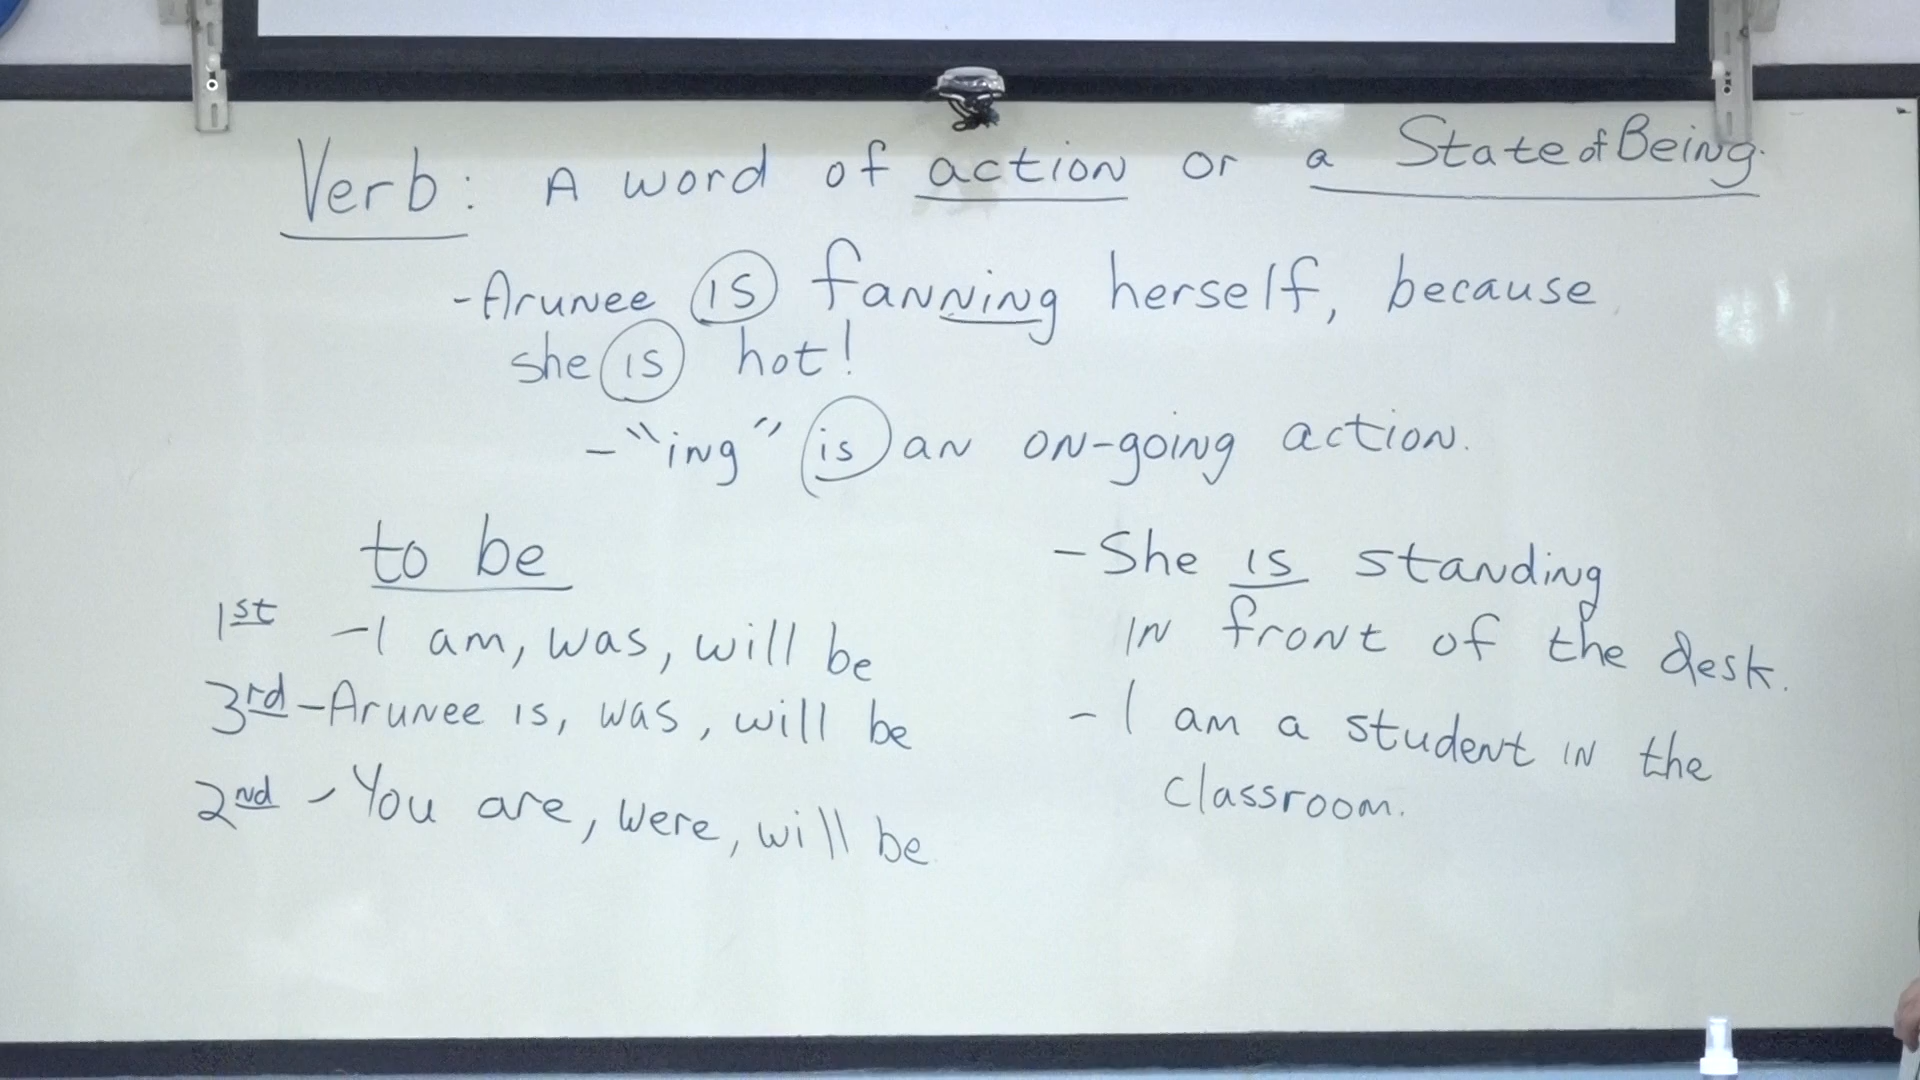 Verb: A word of action or a State of Being.
-Arunee is fanning herself, because
she is hot!
- "ing" is an on-going action.
to be
1st -I am, was, will be
3rd -Arunee is, was, will be
2nd - You are, were, will be
- She is standing
in front of the desk.
- I am a student in the
classroom.